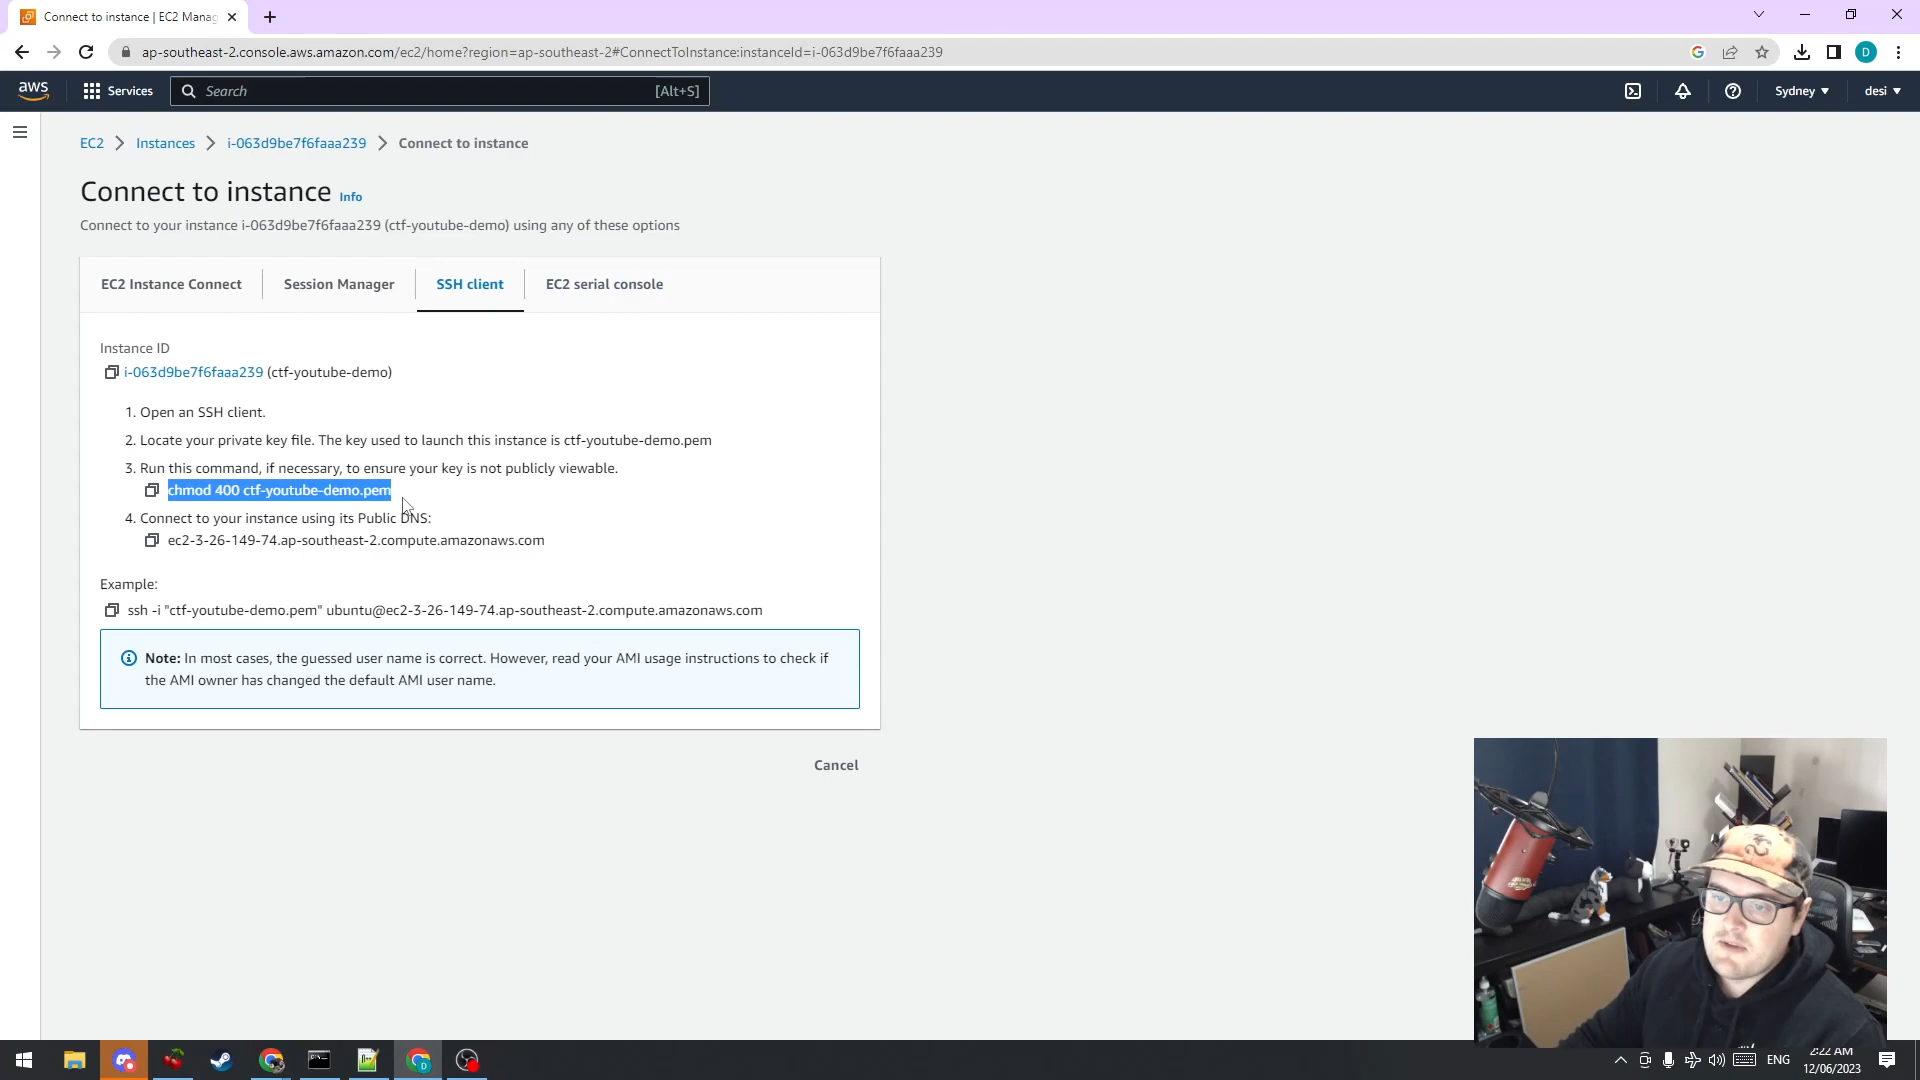 Connect to instance | EC2 Manag
ap-southeast-2.console.aws.amazon.com/ec2/home?region=ap-southeast-2#ConnectToInstance:instanceId=i-063d9be7f6faaa239
D
aws
Services
Search
[Alt+S]
Sydney
desi
EC2 > Instances > i-063d9be7f6faaa239 > Connect to instance
Connect to instance Info
Connect to your instance i-063d9be7f6faaa239 (ctf-youtube-demo) using any of these options
EC2 Instance Connect
Session Manager
SSH client
EC2 serial console
Instance ID
i-063d9be7f6faaa239 (ctf-youtube-demo)
1. Open an SSH client.
2. Locate your private key file. The key used to launch this instance is ctf-youtube-demo.pem
3. Run this command, if necessary, to ensure your key is not publicly viewable.
chmod 400 ctf-youtube-demo.pem
4. Connect to your instance using its Public DNS:
ec2-3-26-149-74.ap-southeast-2.compute.amazonaws.com
Example:
ssh -i "ctf-youtube-demo.pem" ubuntu@ec2-3-26-149-74.ap-southeast-2.compute.amazonaws.com
Note: In most cases, the guessed user name is correct. However, read your AMI usage instructions to check if
the AMI owner has changed the default AMI user name.
Cancel
ENG
2:22 AM
12/06/2023